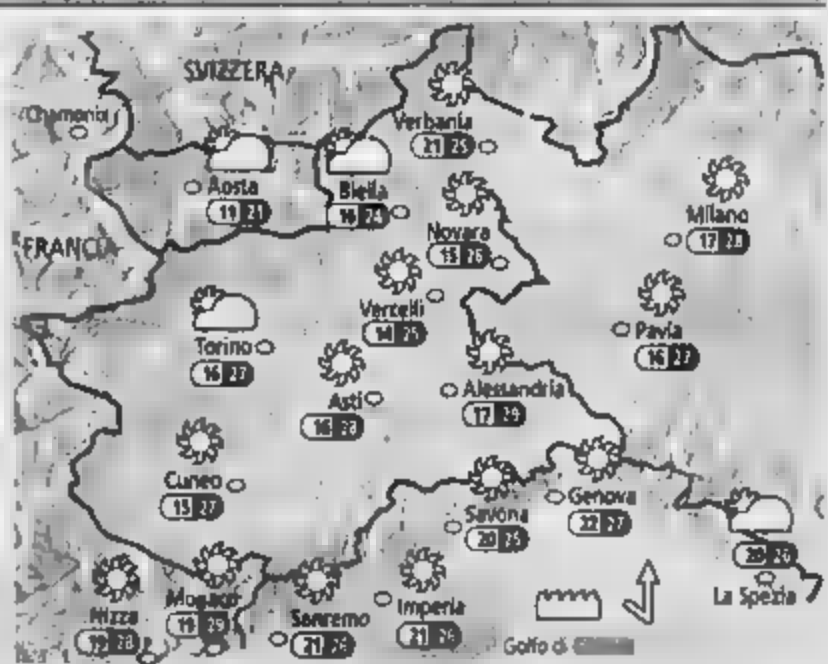 SVIZZERA
Chamonix
Verbania
21 25
Aosta
11 21
Biella
16 24
Milano
17 28
Novara
15 26
FRANCIA
Vercelli
14 25
Pavia
16 27
Torino
16 27
Asti
16 28
Alessandria
17 29
Cuneo
15 27
Genova
22 27
Savona
20 25
La Spezia
Nizza
19 28
Monaco
19 29
Sanremo
21 26
Imperia
21 26
Golfo di